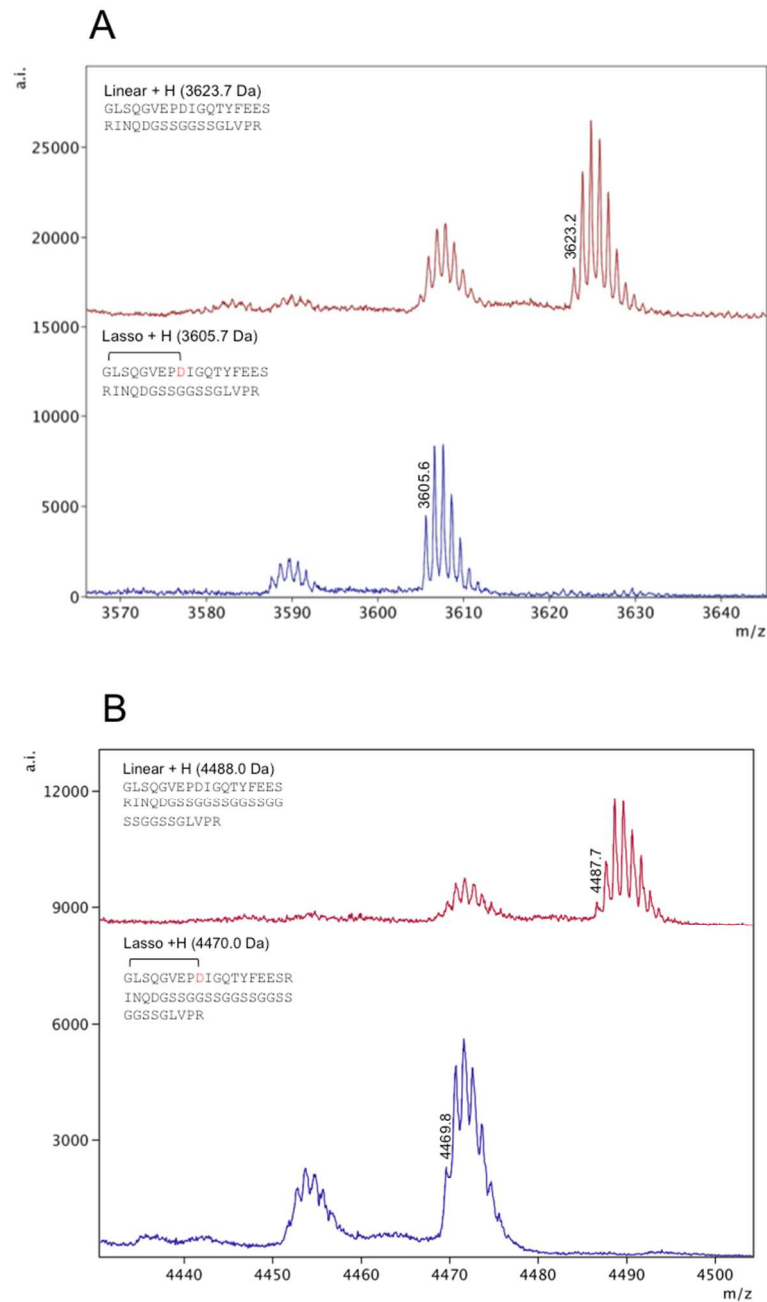 A
a.i.
Linear + H (3623.7 Da)
GLSQGVEPDIGQTYFEES
RINQDGSSGGSSGLVPR
25000
3623.2
20000
15000
Lasso + H (3605.7 Da)
GLSQGVEPDIGQTYFEES
RINQDGSSGGSSGLVPR
10000
3605.6
5000
0
3570 3580 3590 3600 3610 3620 3630 3640
m/z
B
a.i.
Linear + H (4488.0 Da)
GLSQGVEPDIGQTYFEES
RINQDGSSGGSSGGSSGG
SSGGSSGLVPR
12000
4487.7
9000
Lasso +H (4470.0 Da)
GLSQGVEPDIGQTYFEESR
INQDGSSGGSSGGSSGGSS
GGSSGLVPR
6000
4469.8
3000
4440 4450 4460 4470 4480 4490 4500
m/z